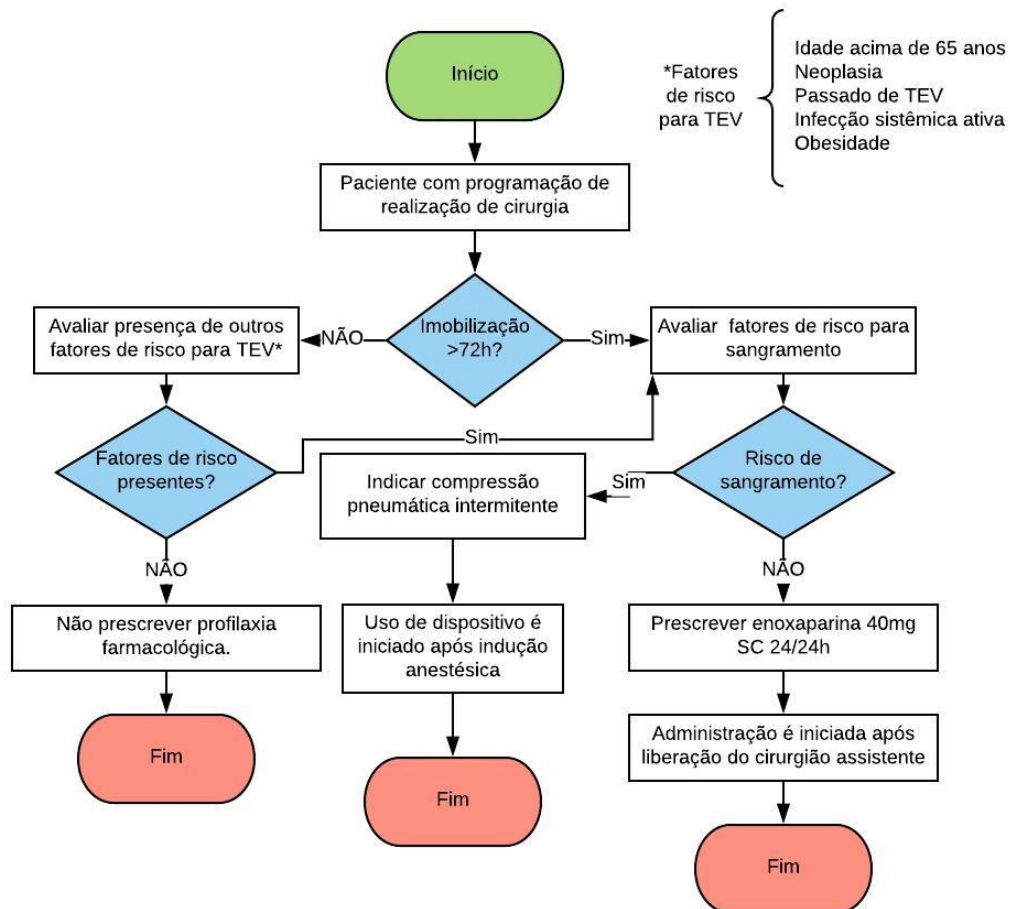 Início
*Fatores
de risco
para TEV
Idade acima de 65 anos
Neoplasia
Passado de TEV
Infecção sistêmica ativa
Obesidade
Paciente com programação de
realização de cirurgia
Imobilização
>72h?
NÃO
Sim
Avaliar presença de outros
fatores de risco para TEV*
Avaliar fatores de risco para
sangramento
Fatores de risco
presentes?
Sim
Risco de
sangramento?
Sim
Indicar compressão
pneumática intermitente
NÃO
NÃO
Não prescrever profilaxia
farmacológica.
Uso de dispositivo é
iniciado após indução
anestésica
Prescrever enoxaparina 40mg
SC 24/24h
Administração é iniciada após
liberação do cirurgião assistente
Fim
Fim
Fim